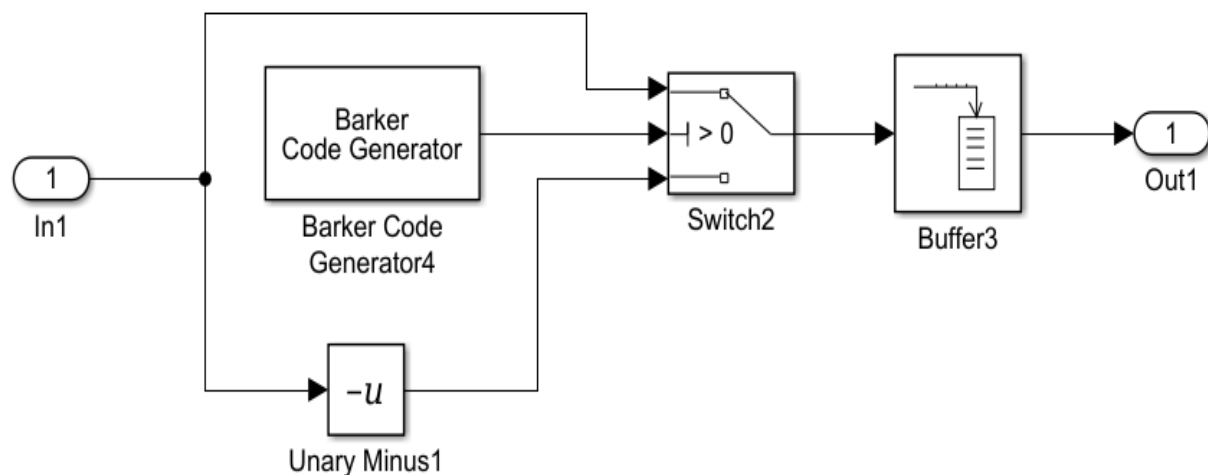 1
In1
Barker
Code Generator
Barker Code
Generator4
−u
Unary Minus1
> 0
Switch2
Buffer3
1
Out1